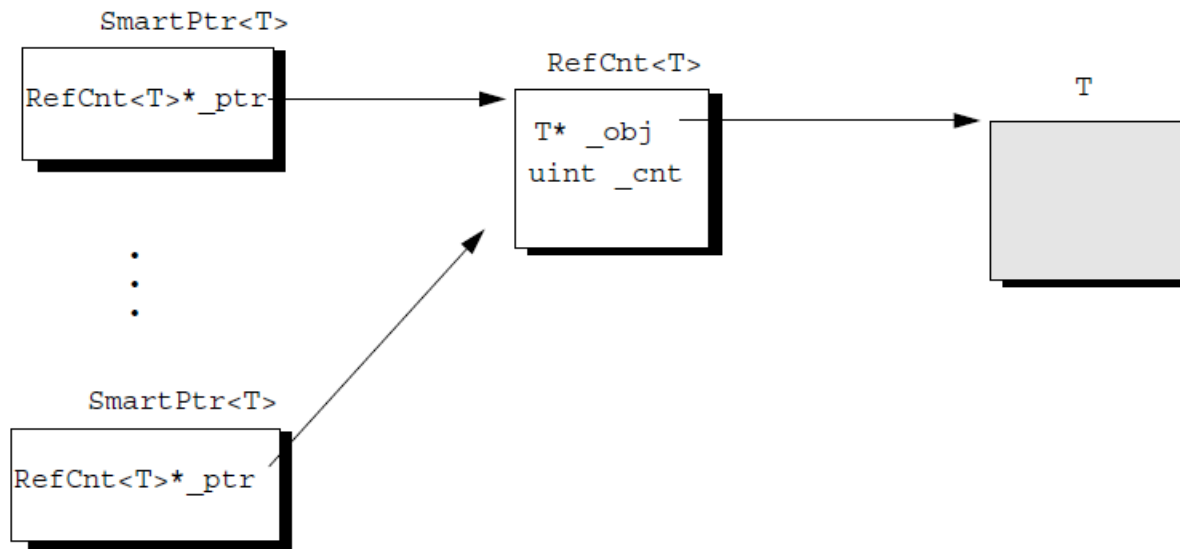 SmartPtr<T>
RefCnt<T>*_ptr
RefCnt<T>
T* _obj
uint _cnt
T
SmartPtr<T>
RefCnt<T>*_ptr